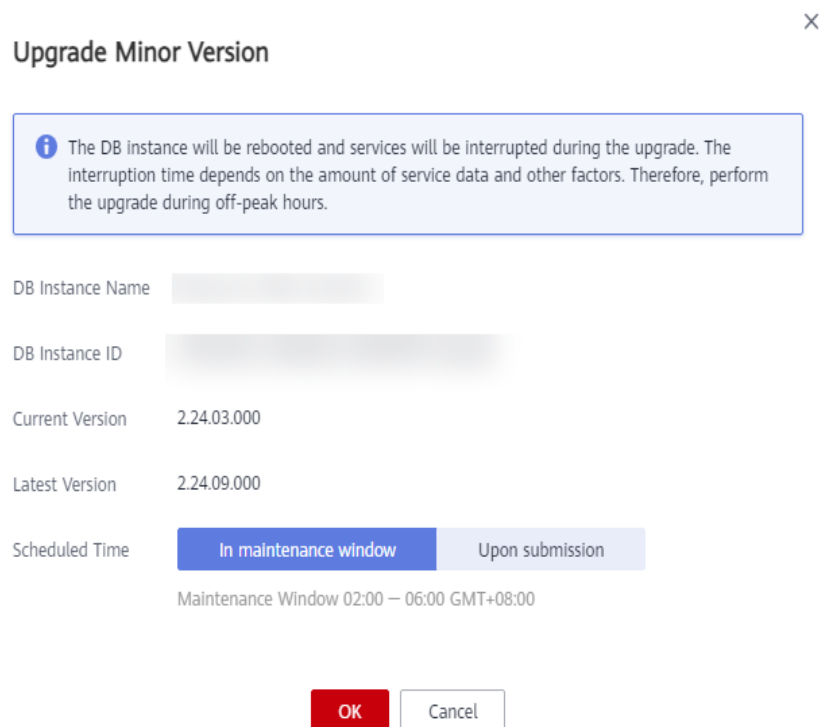 Upgrade Minor Version
The DB instance will be rebooted and services will be interrupted during the upgrade. The
interruption time depends on the amount of service data and other factors. Therefore, perform
the upgrade during off-peak hours.
DB Instance Name
DB Instance ID
Current Version 2.24.03.000
Latest Version 2.24.09.000
Scheduled Time In maintenance window Upon submission
Maintenance Window 02:00 — 06:00 GMT+08:00
OK Cancel